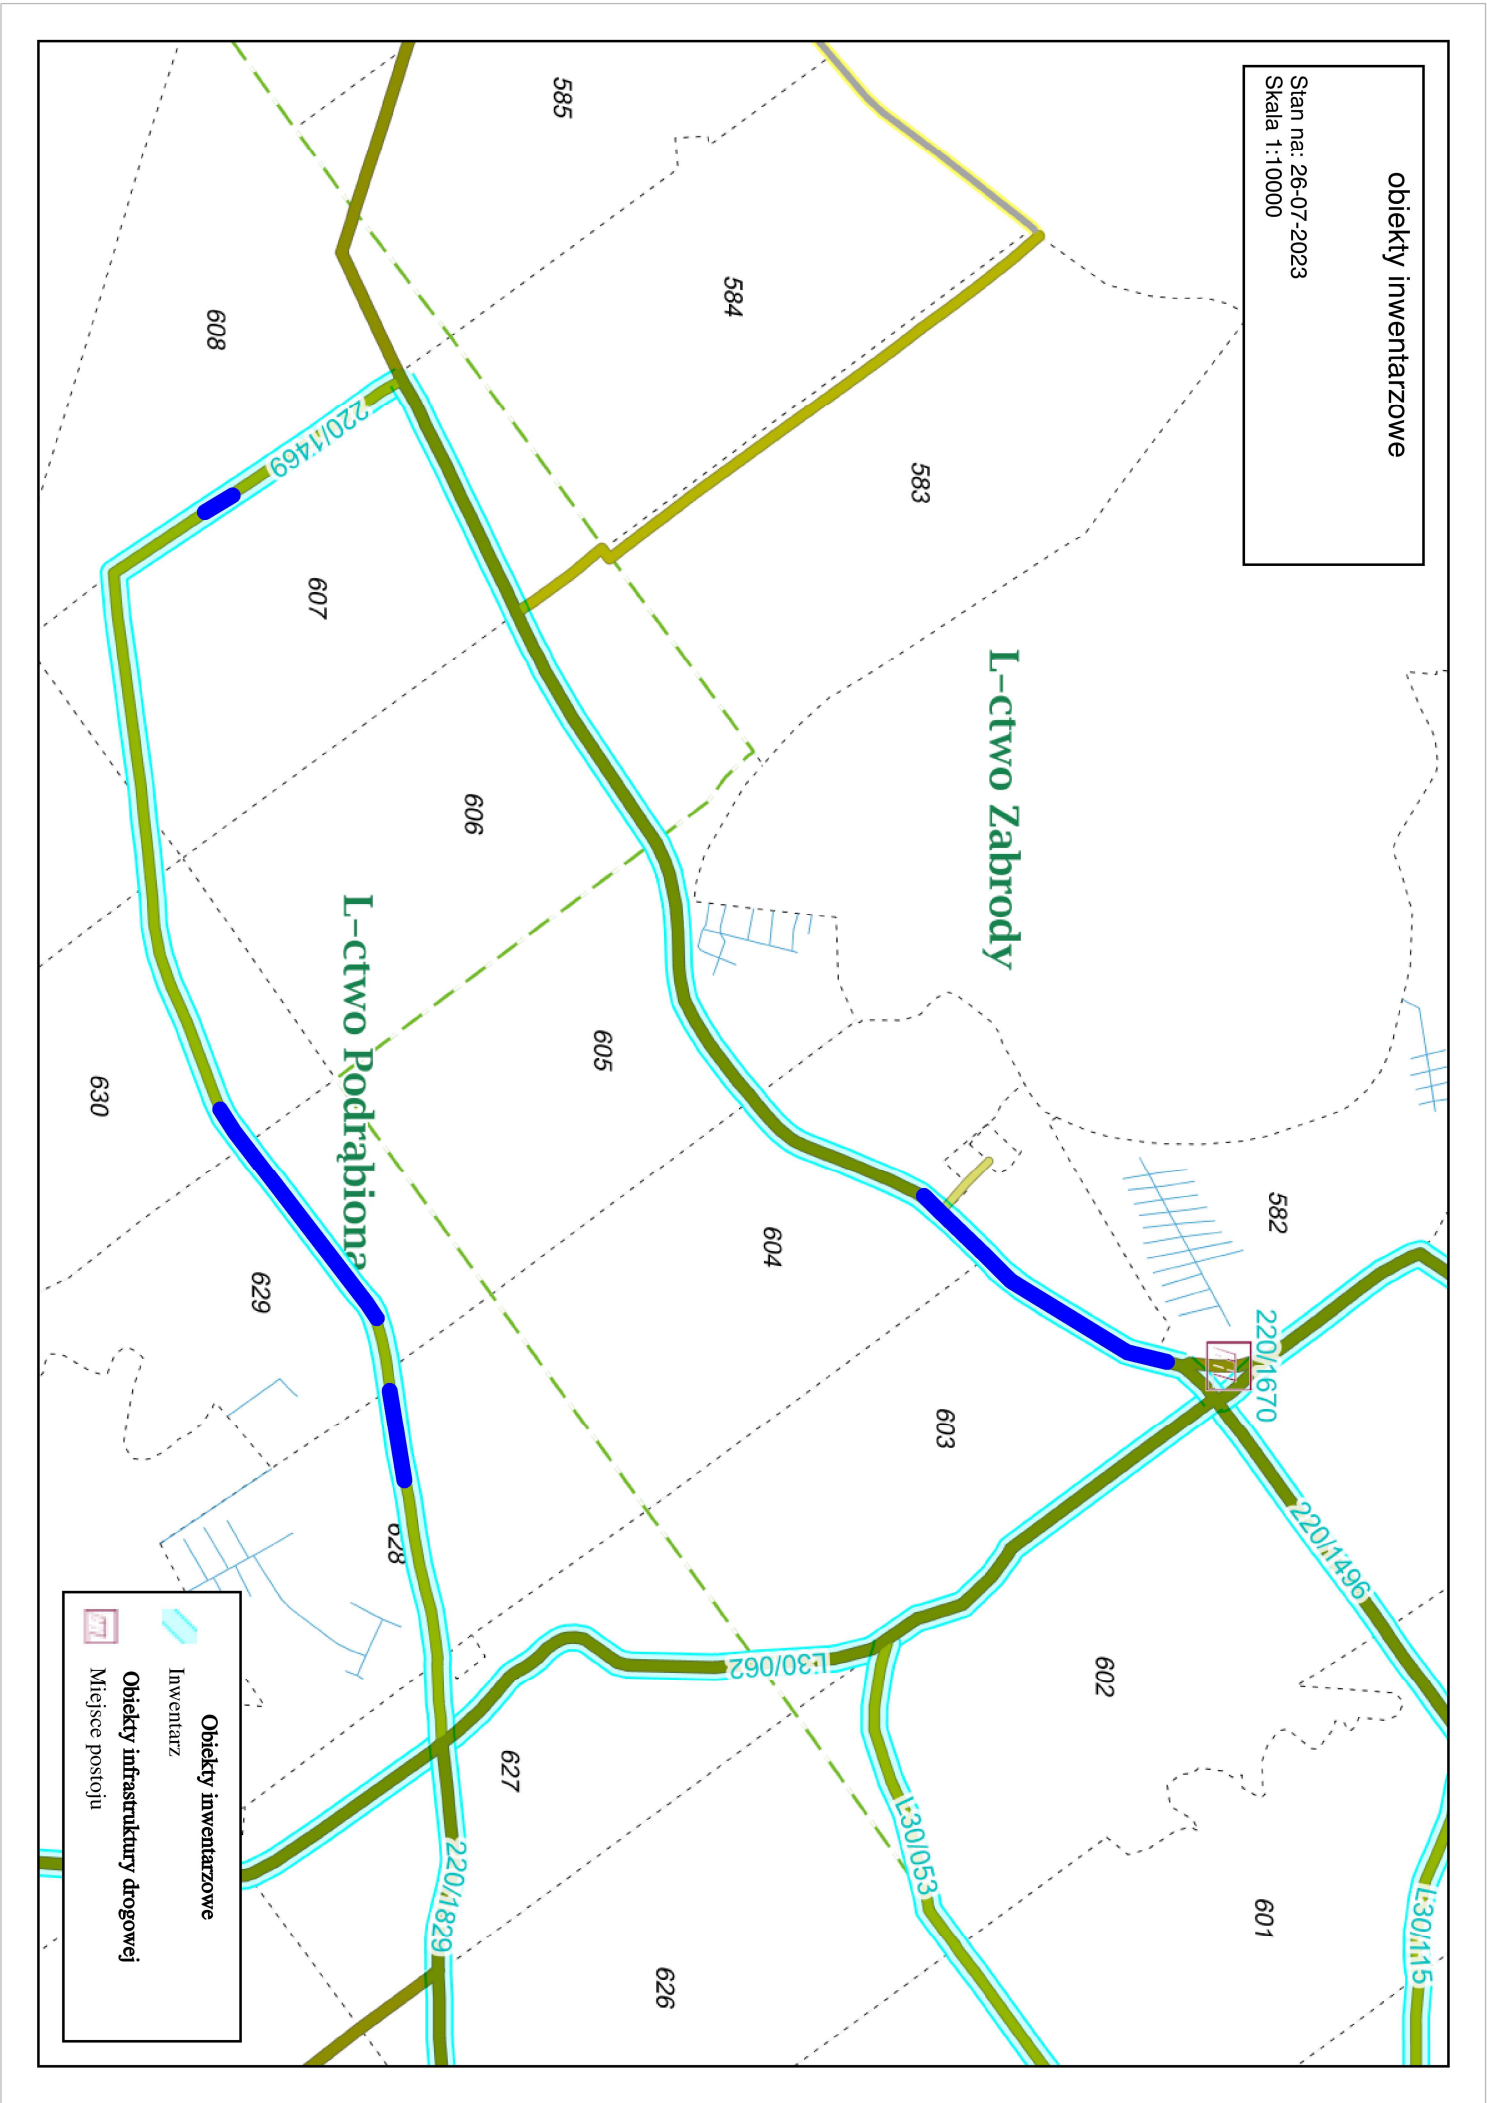 obiekty inwentarzowe
Stan na: 26-07-2023
Skala 1:10000
585
584
583
608
607
606
L-ctwo Zabrody
L-ctwo Podrąbiona
605
604
582
630
629
603
628
602
627
601
626
220/1469
220/1670
220/1496
L30/062
L30/053
L30/115
220/1829
Obiekty inwentarzowe
Inwentarz
Obiekty infrastruktury drogowej
Miejsce postoju